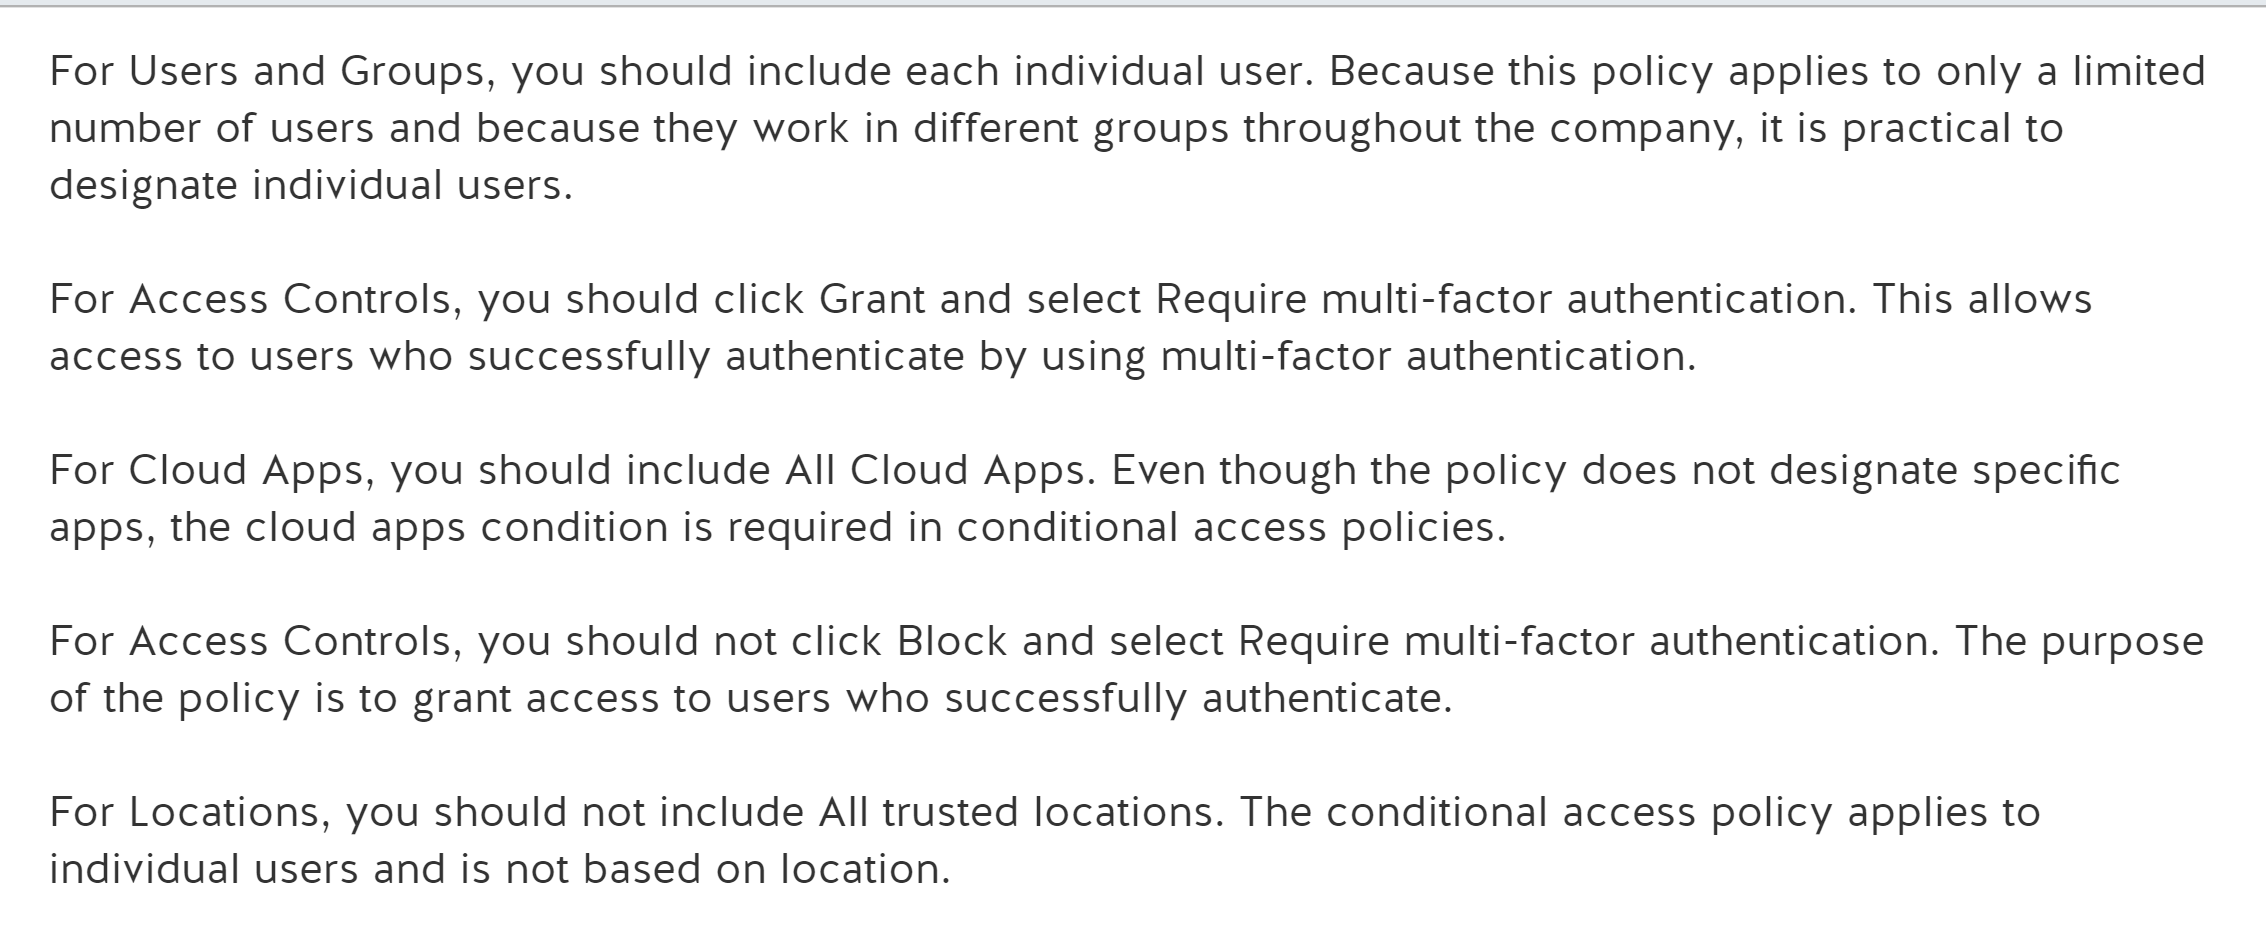 For Users and Groups, you should include each individual user. Because this policy applies to only a limited
number of users and because they work in different groups throughout the company, it is practical to
designate individual users.
For Access Controls, you should click Grant and select Require multi-factor authentication. This allows
access to users who successfully authenticate by using multi-factor authentication.
For Cloud Apps, you should include All Cloud Apps. Even though the policy does not designate specific
apps, the cloud apps condition is required in conditional access policies.
For Access Controls, you should not click Block and select Require multi-factor authentication. The purpose
of the policy is to grant access to users who successfully authenticate.
For Locations, you should not include All trusted locations. The conditional access policy applies to
individual users and is not based on location.